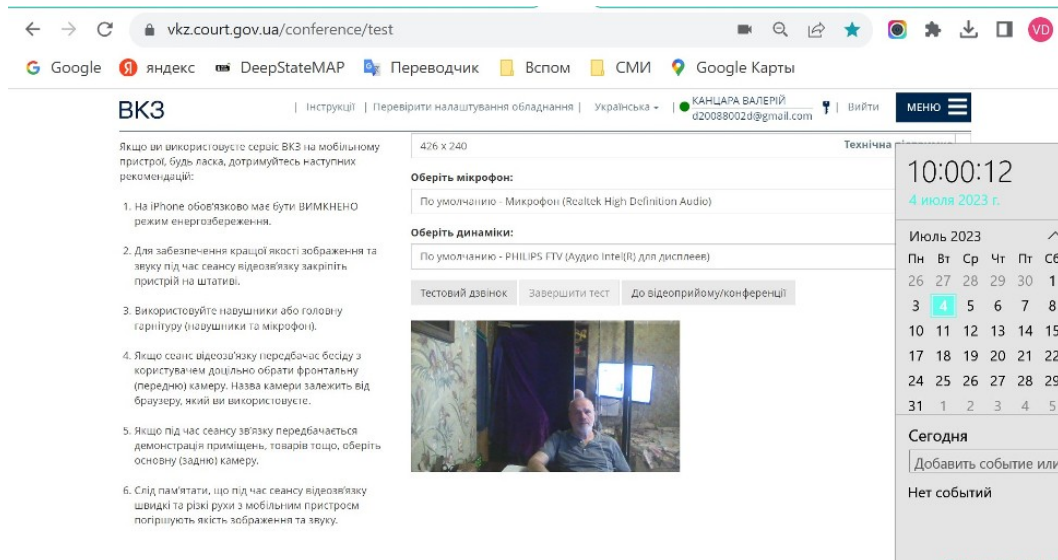 vkz.court.gov.ua/conference/test
VD
Google
яндекс
DeepStateMAP
Переводчик
Вспом
СМИ
Google Карты
ВКЗ
| Інструкції | Перевірити налаштування обладнання | Українська | КАНЦАРА ВАЛЕРІЙ
d20088002d@gmail.com
| Вийти
МЕНЮ
Якщо ви використовуєте сервіс ВКЗ на мобільному
пристрої, будь ласка, дотримуйтесь наступних
рекомендацій:
1. На iPhone обов'язково має бути ВИМКНЕНО
режим енергозбереження.
2. Для забезпечення кращої якості зображення та
звуку під час сеансу відеозв'язку закріпіть
пристрій на штативі.
3. Використовуйте навушники або головну
гарнітуру (навушники та мікрофон).
4. Якщо сеанс відеозв'язку передбачає бесіду з
користувачем доцільно обрати фронтальну
(передню) камеру. Назва камери залежить від
браузеру, який ви використовуєте.
5. Якщо під час сеансу зв'язку передбачається
демонстрація приміщень, товарів тощо, оберіть
основну (задню) камеру.
6. Слід пам'ятати, що під час сеансу відеозв'язку
швидкі та різкі рухи з мобільним пристроєм
погіршують якість зображення та звуку.
426 x 240
Технічна
Оберіть мікрофон:
По умолчанию - Микрофон (Realtek High Definition Audio)
Оберіть динаміки:
По умолчанию - PHILIPS FTV (Аудио Intel(R) для дисплеев)
Тестовий дзвінок
Завершити тест
До відеоприйому/конференції
10:00:12
4 июля 2023 г.
Июль 2023
Пн Вт Ср Чт Пт Сб
26 27 28 29 30 1
3 4 5 6 7 8
10 11 12 13 14 15
17 18 19 20 21 22
24 25 26 27 28 29
31 1 2 3 4 5
Сегодня
Добавить событие или
Нет событий